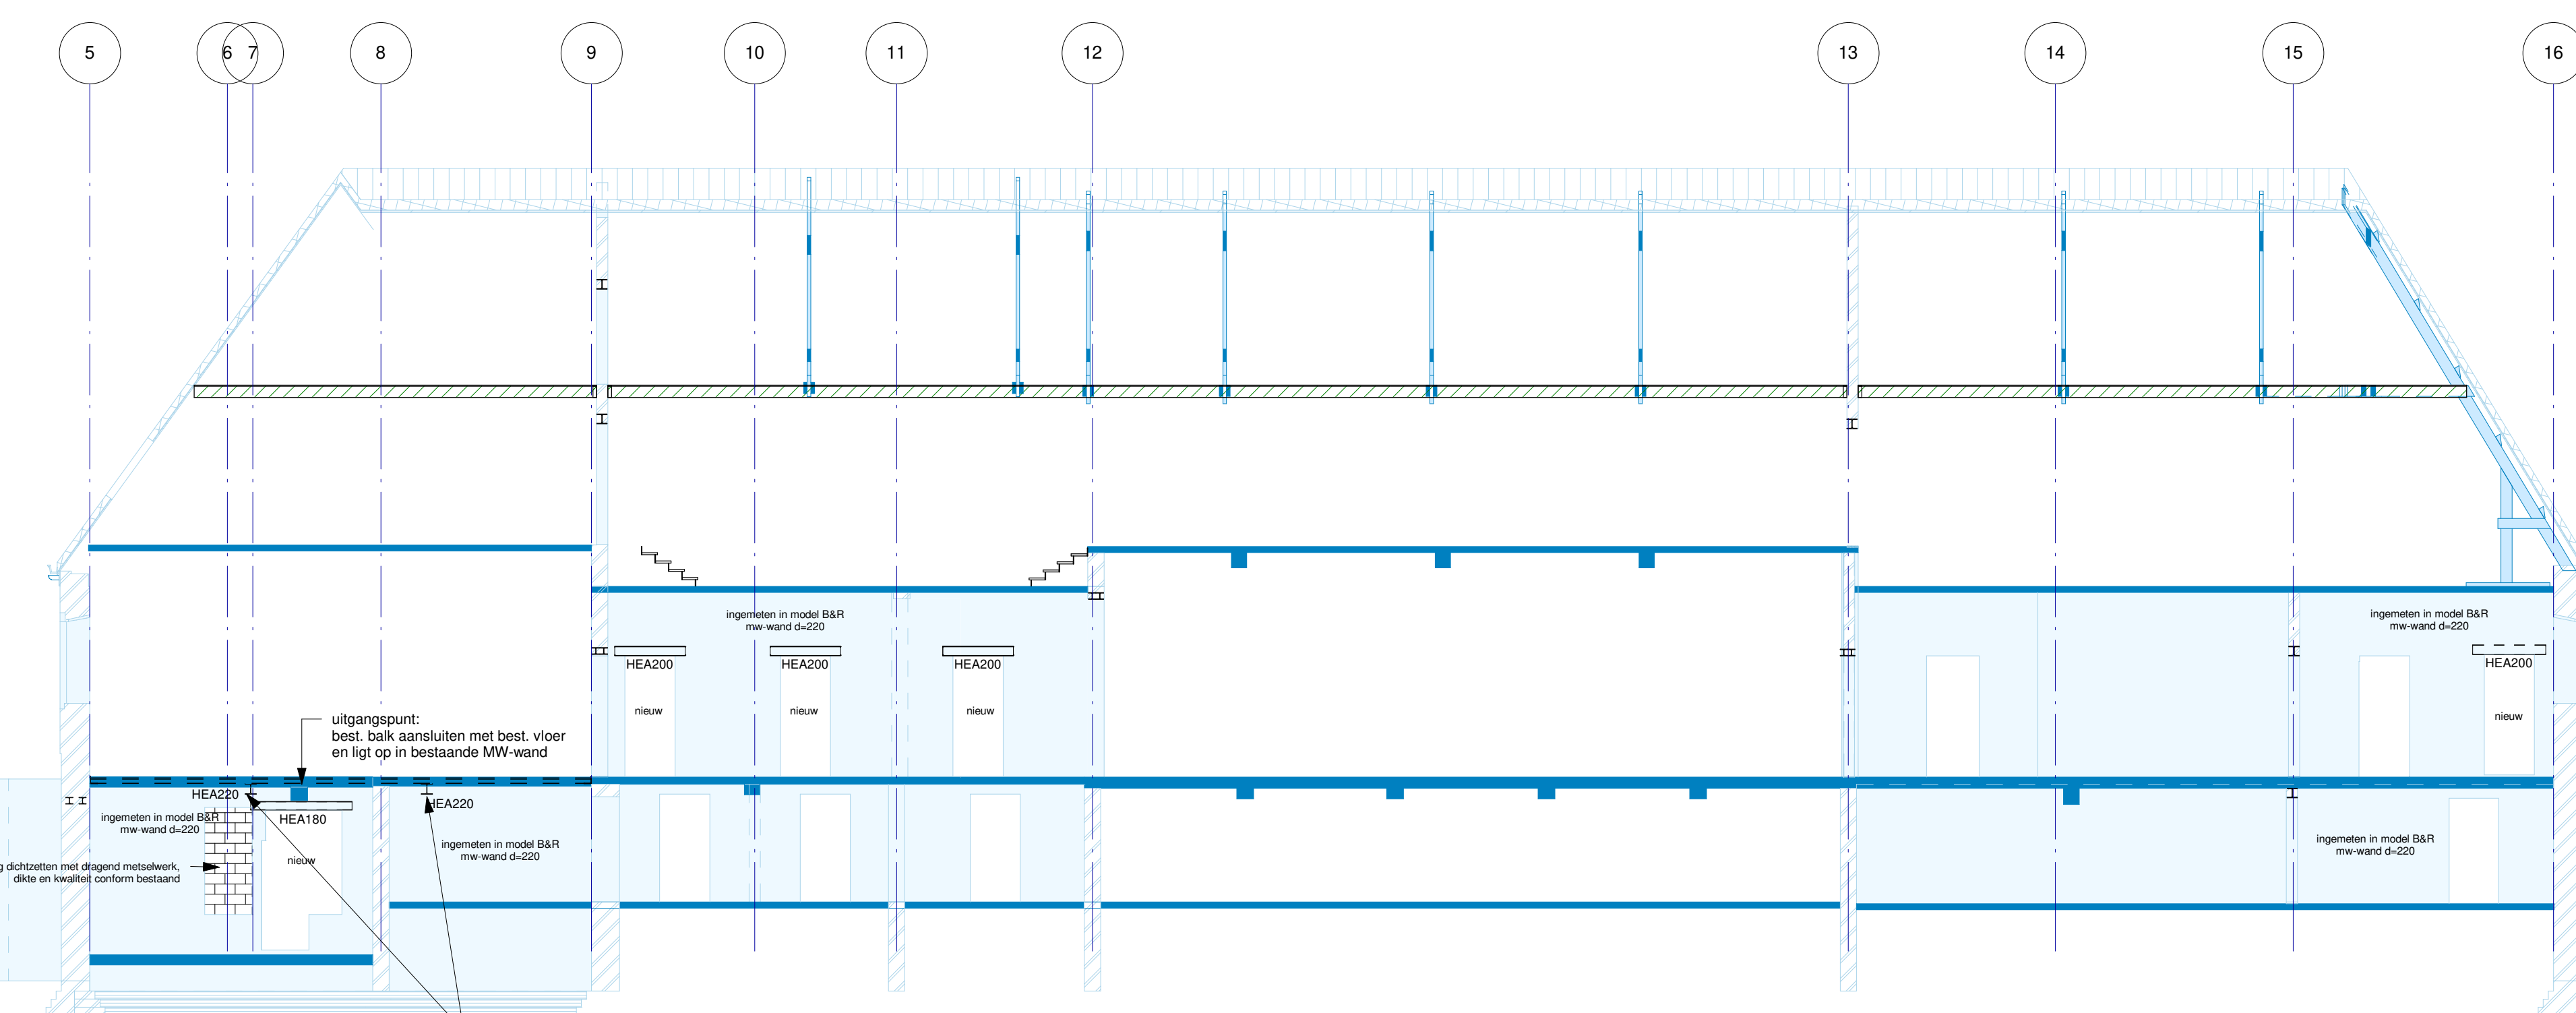 5
6
7
8
9
10
11
12
13
14
15
16
ingemeten in model B&R
mw-wand d=220
HEA200
HEA200
HEA200
nieuw
nieuw
nieuw
ingemeten in model B&R
mw-wand d=220
HEA200
nieuw
uitgangspunt:
best. balk aansluiten met best. vloer
en ligt op in bestaande MW-wand
HEA220
HEA220
HEA180
ingemeten in model B&R
mw-wand d=220
nieuw
g dichtzetten met dragend metselwerk,
dikte en kwaliteit conform bestaand
ingemeten in model B&R
mw-wand d=220
ingemeten in model B&R
mw-wand d=220